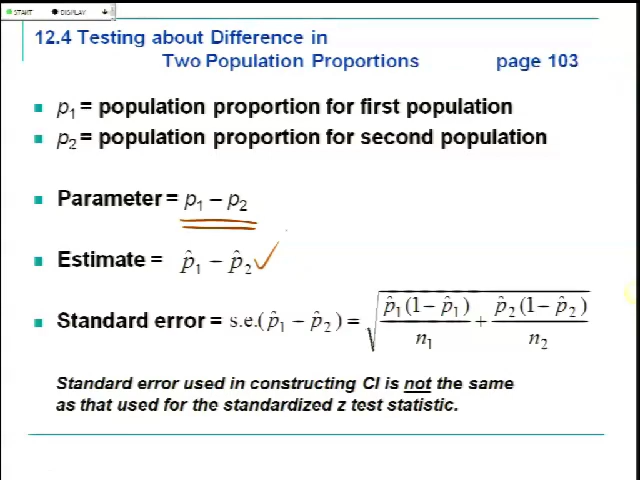 START DISPLAY
12.4 Testing about Difference in
Two Population Proportions page 103
p₁ = population proportion for first population
p₂ = population proportion for second population
Parameter = p₁ − p₂
Estimate = p̂₁ − p̂₂
Standard error = s.e.(p̂₁ − p̂₂) = √(p̂₁(1− p̂₁)/n₁ + p̂₂(1− p̂₂)/n₂)
Standard error used in constructing CI is not the same
as that used for the standardized z test statistic.